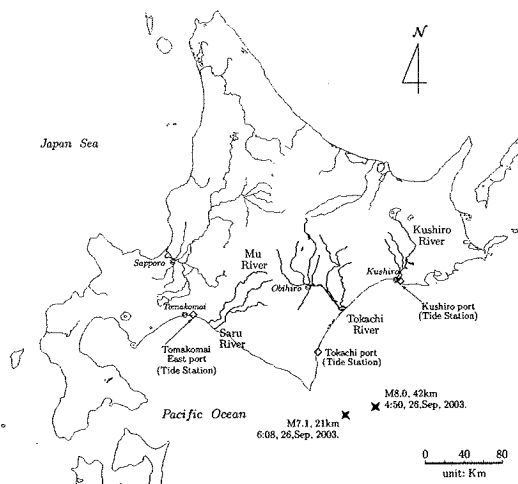 N
Japan Sea
Mu
River
Kushiro
River
Sapporo
Kushiro
Obihiro
Tomakomai
Kushiro port
(Tide Station)
Tokachi
River
Saru
River
Tomakomai
East port
(Tide Station)
Tokachi port
(Tide Station)
M8.0, 42km
4:50, 26,Sep, 2003.
Pacific Ocean
M7.1, 21km
6:08, 26,Sep, 2003.
0 40 80
unit: Km